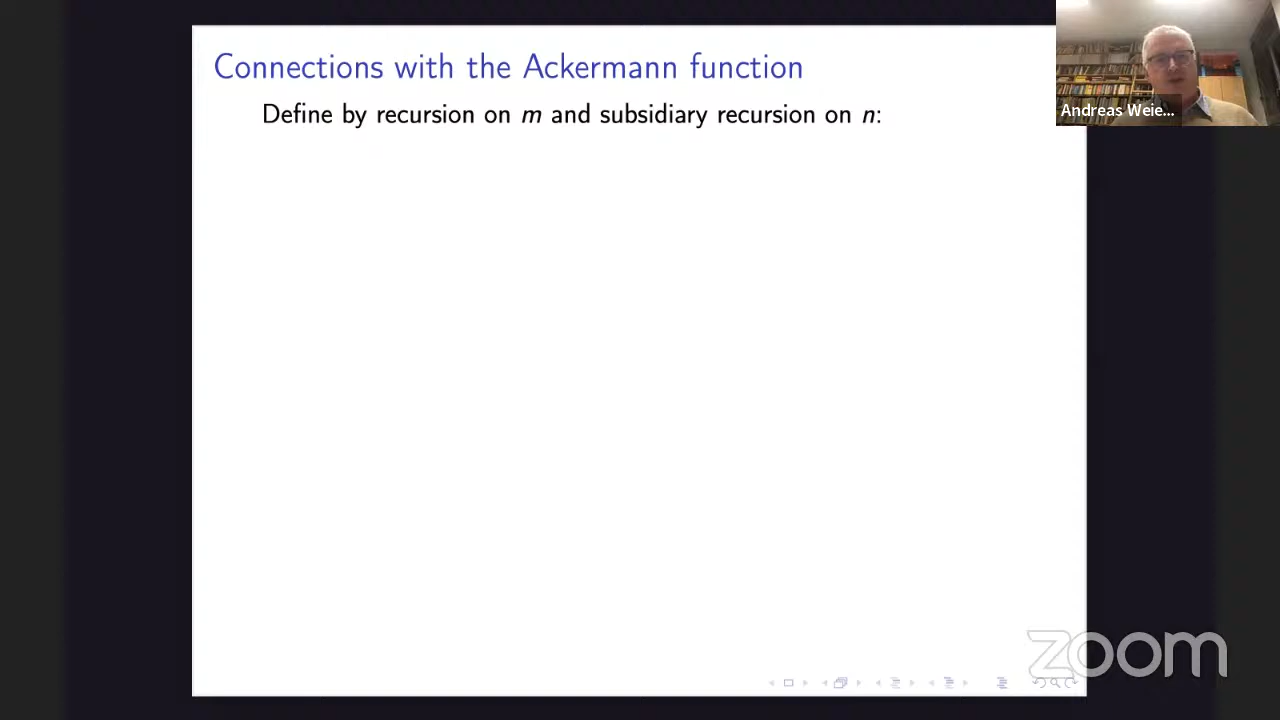 Connections with the Ackermann function
Define by recursion on m and subsidiary recursion on n:
Andreas Weie...
zoom